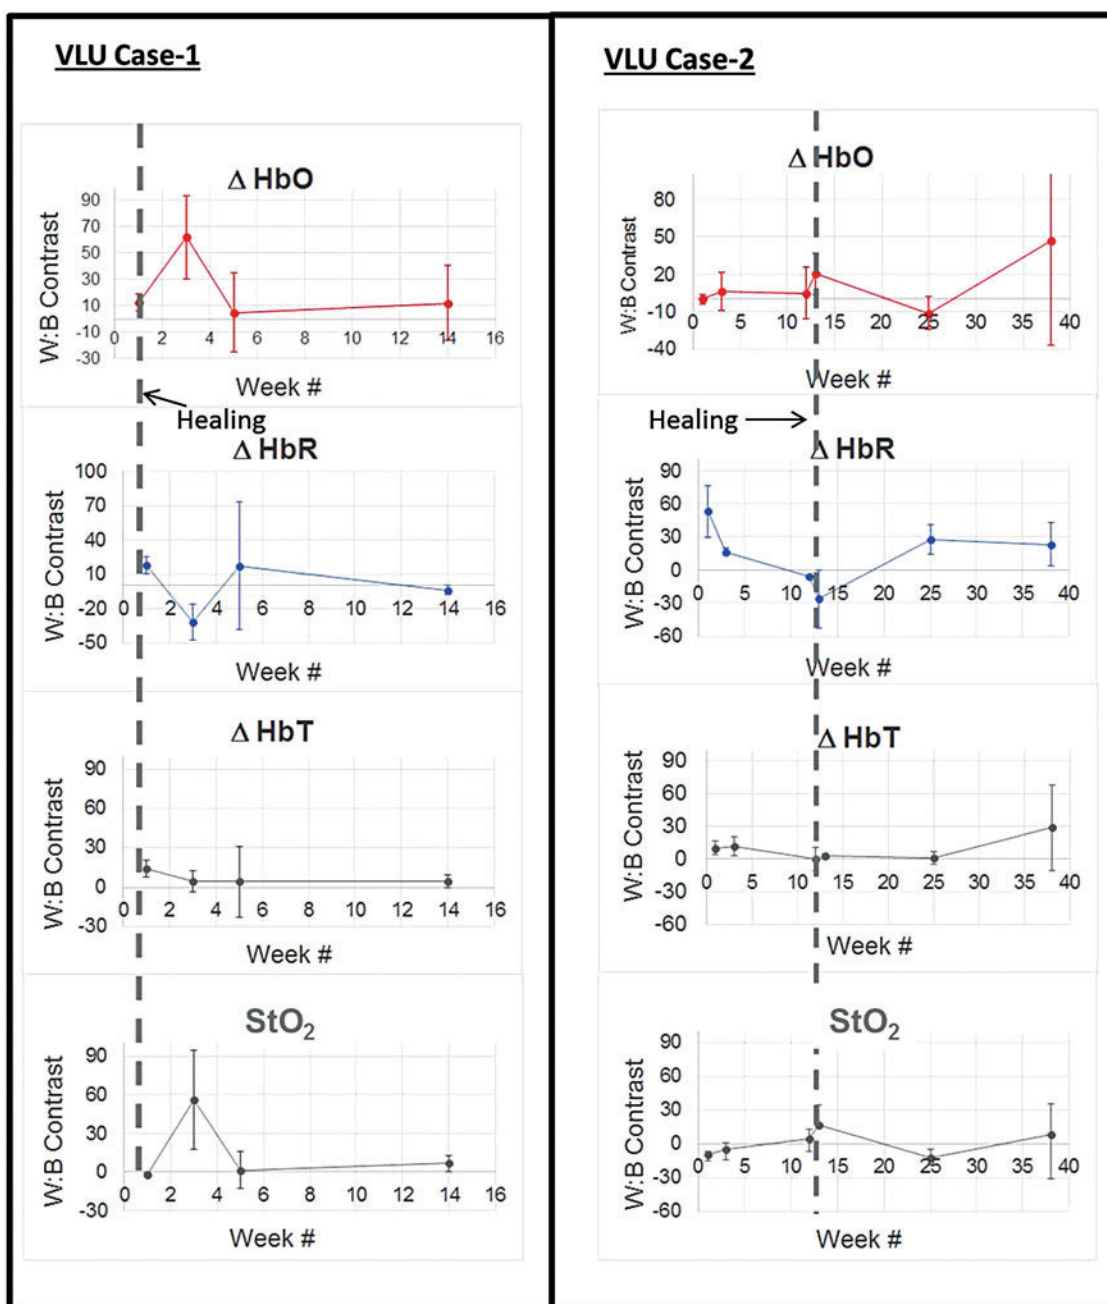 VLU Case-1
Δ HbO
W:B Contrast
90
70
50
30
10
-10
-30
0 2 4 6 8 10 12 14 16
Week #
Healing
Δ HbR
W:B Contrast
100
70
40
10
-20
-50
0 2 4 6 8 10 12 14 16
Week #
Δ HbT
W:B Contrast
90
60
30
0
-30
0 2 4 6 8 10 12 14 16
Week #
StO₂
W:B Contrast
90
60
30
0
-30
0 2 4 6 8 10 12 14 16
Week #
VLU Case-2
Δ HbO
W:B Contrast
80
50
20
-10
-40
0 5 10 15 20 25 30 35 40
Week #
Healing
Δ HbR
W:B Contrast
90
60
30
0
-30
-60
0 5 10 15 20 25 30 35 40
Week #
Δ HbT
W:B Contrast
90
60
30
0
-30
-60
0 5 10 15 20 25 30 35 40
Week #
StO₂
W:B Contrast
90
60
30
0
-30
-60
0 5 10 15 20 25 30 35 40
Week #